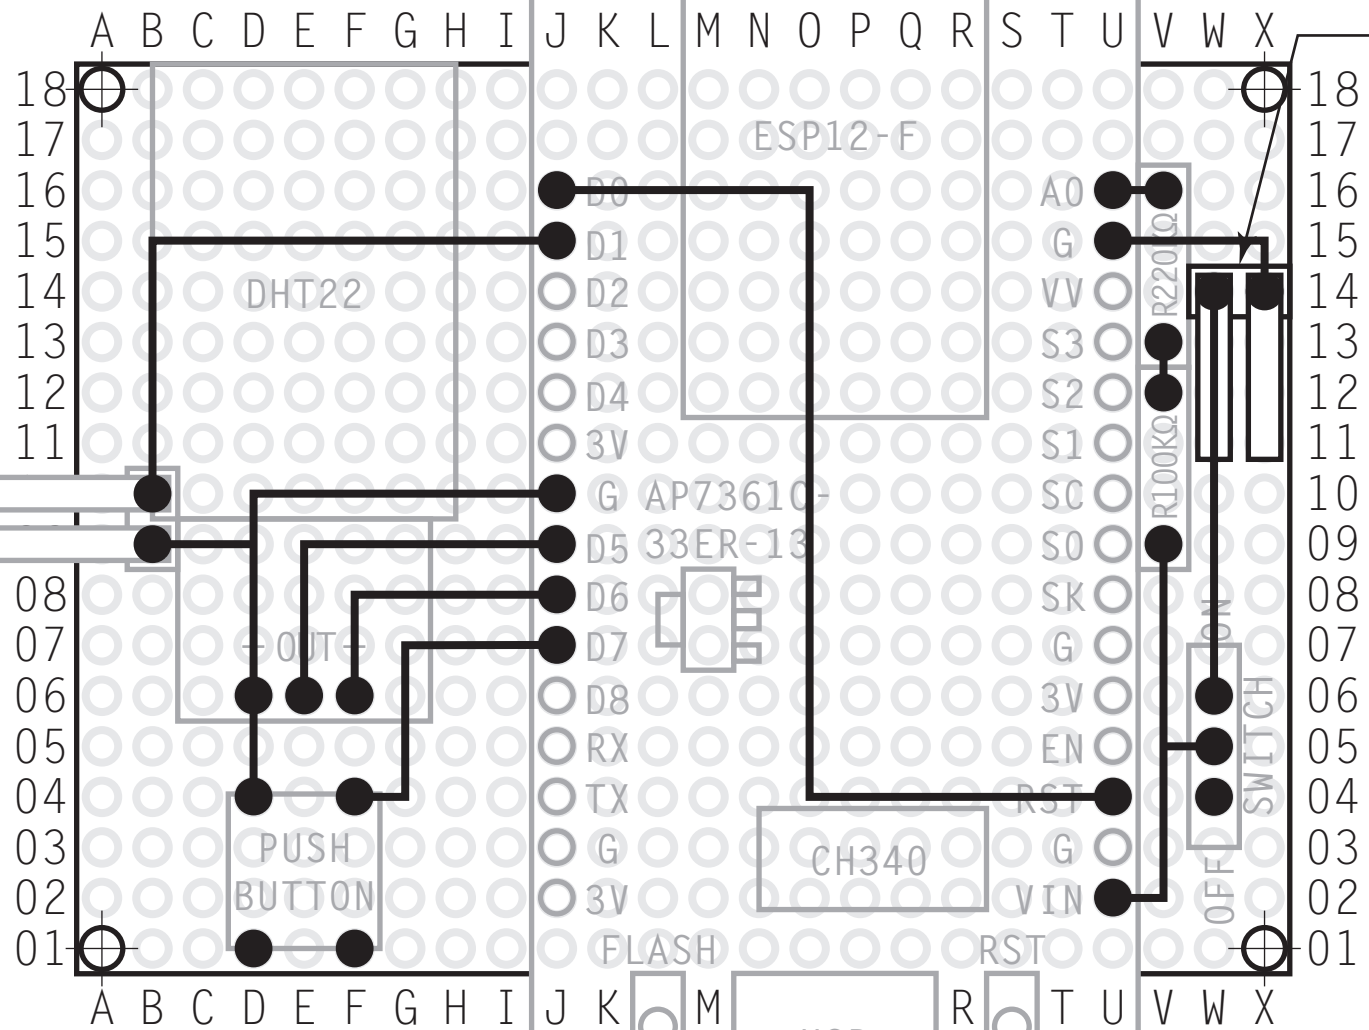 A B C D E F G H I J K L M N O P Q R S T U V W X
18 18
17 ESP12-F 17
16 D0 A0 16
15 D1 G 15
14 DHT22 D2 VV R220KΩ 14
13 D3 S3 13
12 D4 S2 12
11 3V S1 11
G AP7361C- SC R100KΩ 10
D5 33ER-13 S0 09
08 D6 SK 08
07 -OUT- D7 G ON 07
06 D8 3V 06
05 RX EN SWITCH 05
04 TX RST 04
03 PUSH G CH340 G 03
02 BUTTON 3V VIN OFF 02
01 FLASH RST 01
A B C D E F G H I J K M R T U V W X